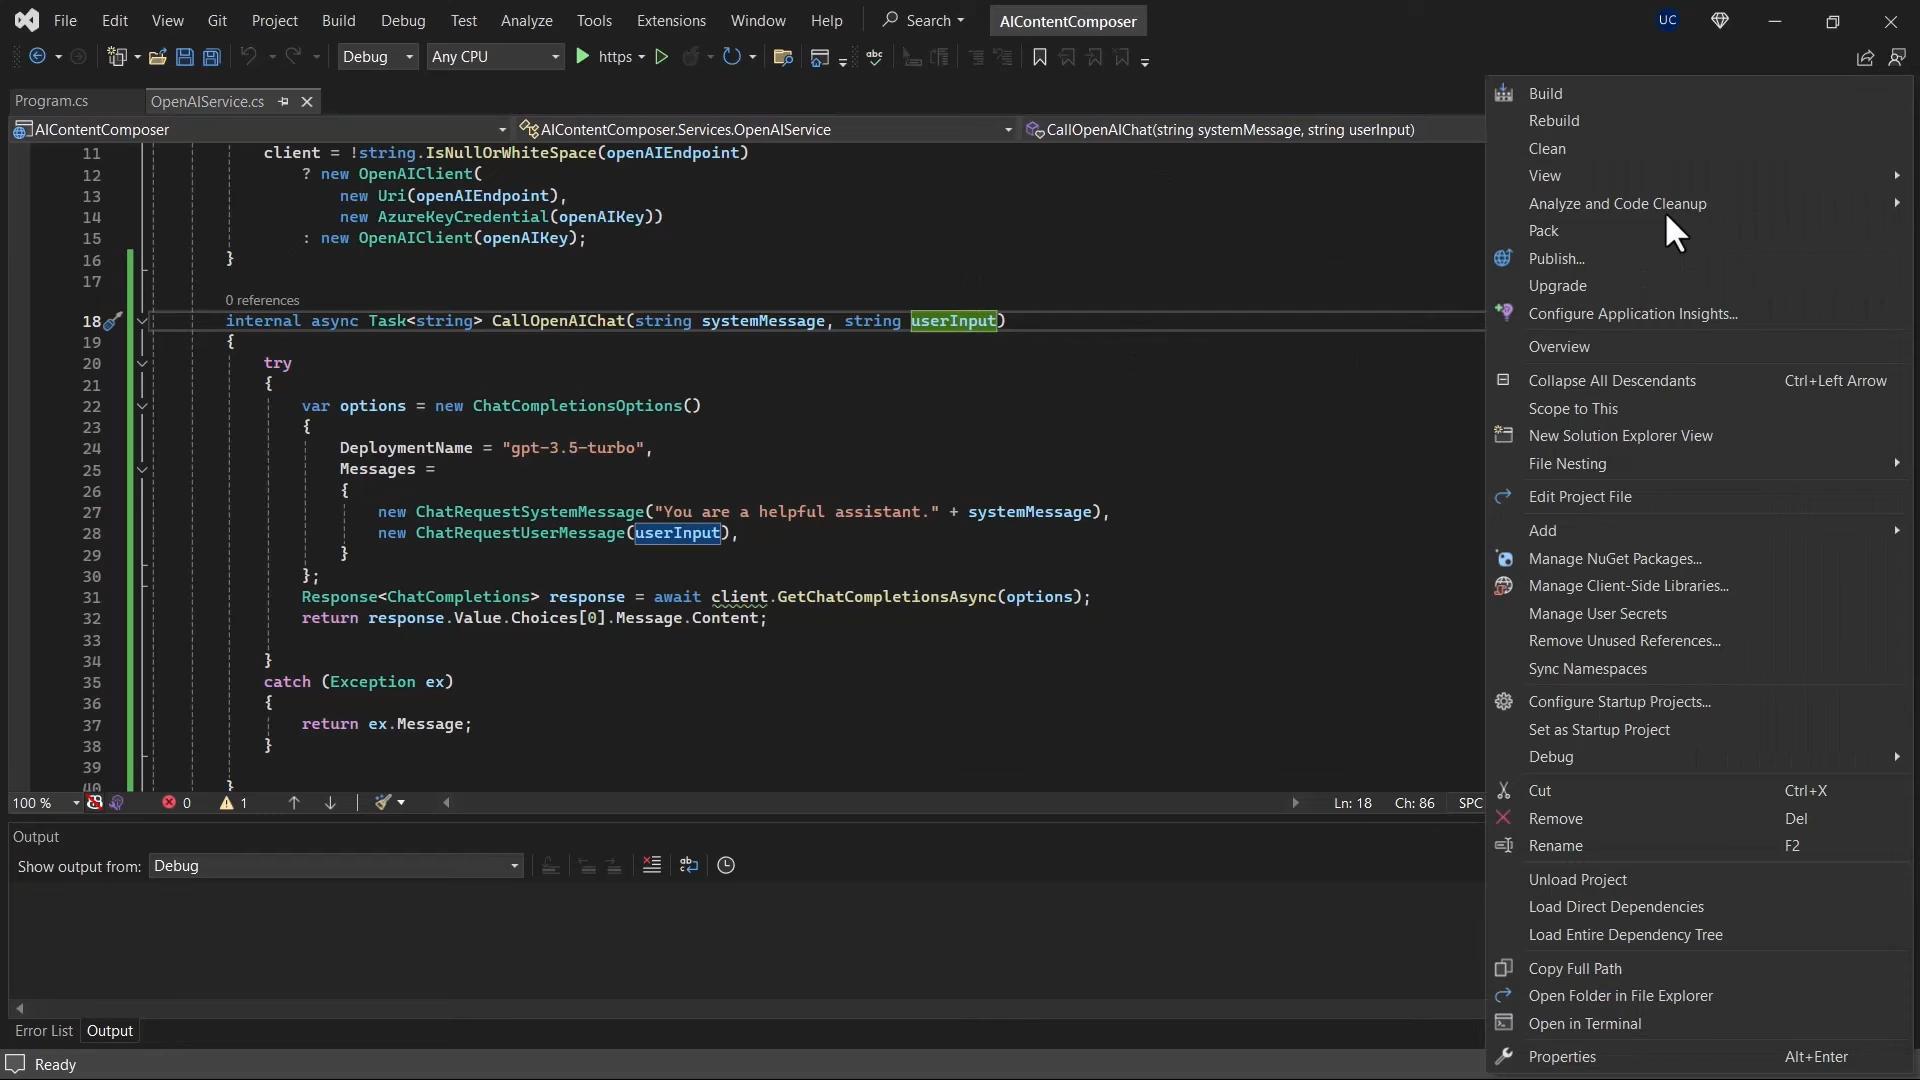 File Edit View Git Project Build Debug Test Analyze Tools Extensions Window Help Search AIContentComposer UC
Debug Any CPU https
Program.cs OpenAIService.cs
AIContentComposer AIContentComposer.Services.OpenAIService CallOpenAIChat(string systemMessage, string userInput)
11 client = !string.IsNullOrWhiteSpace(openAIEndpoint)
12 ? new OpenAIClient(
13 new Uri(openAIEndpoint),
14 new AzureKeyCredential(openAIKey))
15 : new OpenAIClient(openAIKey);
16 }
17
0 references
18 internal async Task<string> CallOpenAIChat(string systemMessage, string userInput)
19 {
20 try
21 {
22 var options = new ChatCompletionsOptions()
23 {
24 DeploymentName = "gpt-3.5-turbo",
25 Messages =
26 {
27 new ChatRequestSystemMessage("You are a helpful assistant." + systemMessage),
28 new ChatRequestUserMessage(userInput),
29 }
30 };
31 Response<ChatCompletions> response = await client.GetChatCompletionsAsync(options);
32 return response.Value.Choices[0].Message.Content;
33
34 }
35 catch (Exception ex)
36 {
37 return ex.Message;
38 }
39
40 }
100 % 0 1 Ln: 18 Ch: 86 SPC
Output
Show output from: Debug
Error List Output
Ready
Build
Rebuild
Clean
View
Analyze and Code Cleanup
Pack
Publish...
Upgrade
Configure Application Insights...
Overview
Collapse All Descendants Ctrl+Left Arrow
Scope to This
New Solution Explorer View
File Nesting
Edit Project File
Add
Manage NuGet Packages...
Manage Client-Side Libraries...
Manage User Secrets
Remove Unused References...
Sync Namespaces
Configure Startup Projects...
Set as Startup Project
Debug
Cut Ctrl+X
Remove Del
Rename F2
Unload Project
Load Direct Dependencies
Load Entire Dependency Tree
Copy Full Path
Open Folder in File Explorer
Open in Terminal
Properties Alt+Enter